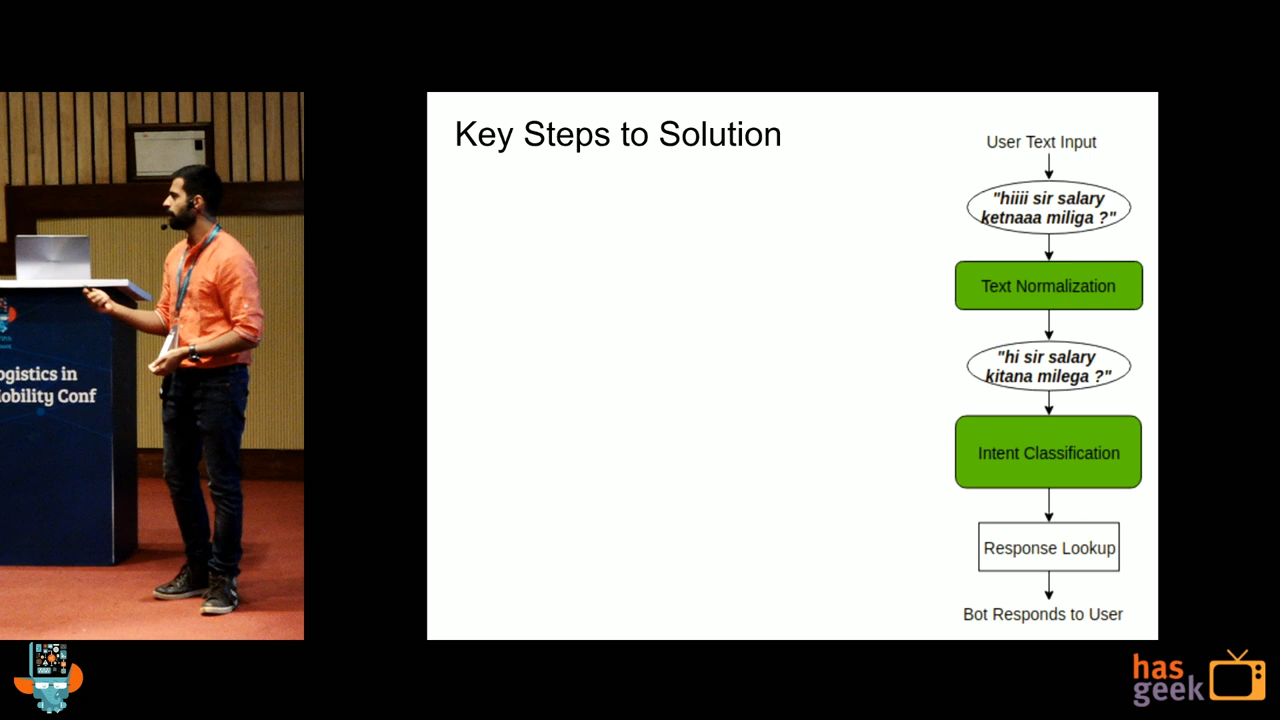 Key Steps to Solution
User Text Input
"hiiii sir salary
ketnaaa miliga ?"
Text Normalization
"hi sir salary
kitana milega ?"
Intent Classification
Response Lookup
Bot Responds to User
ogistics in
obility Conf
has
geek